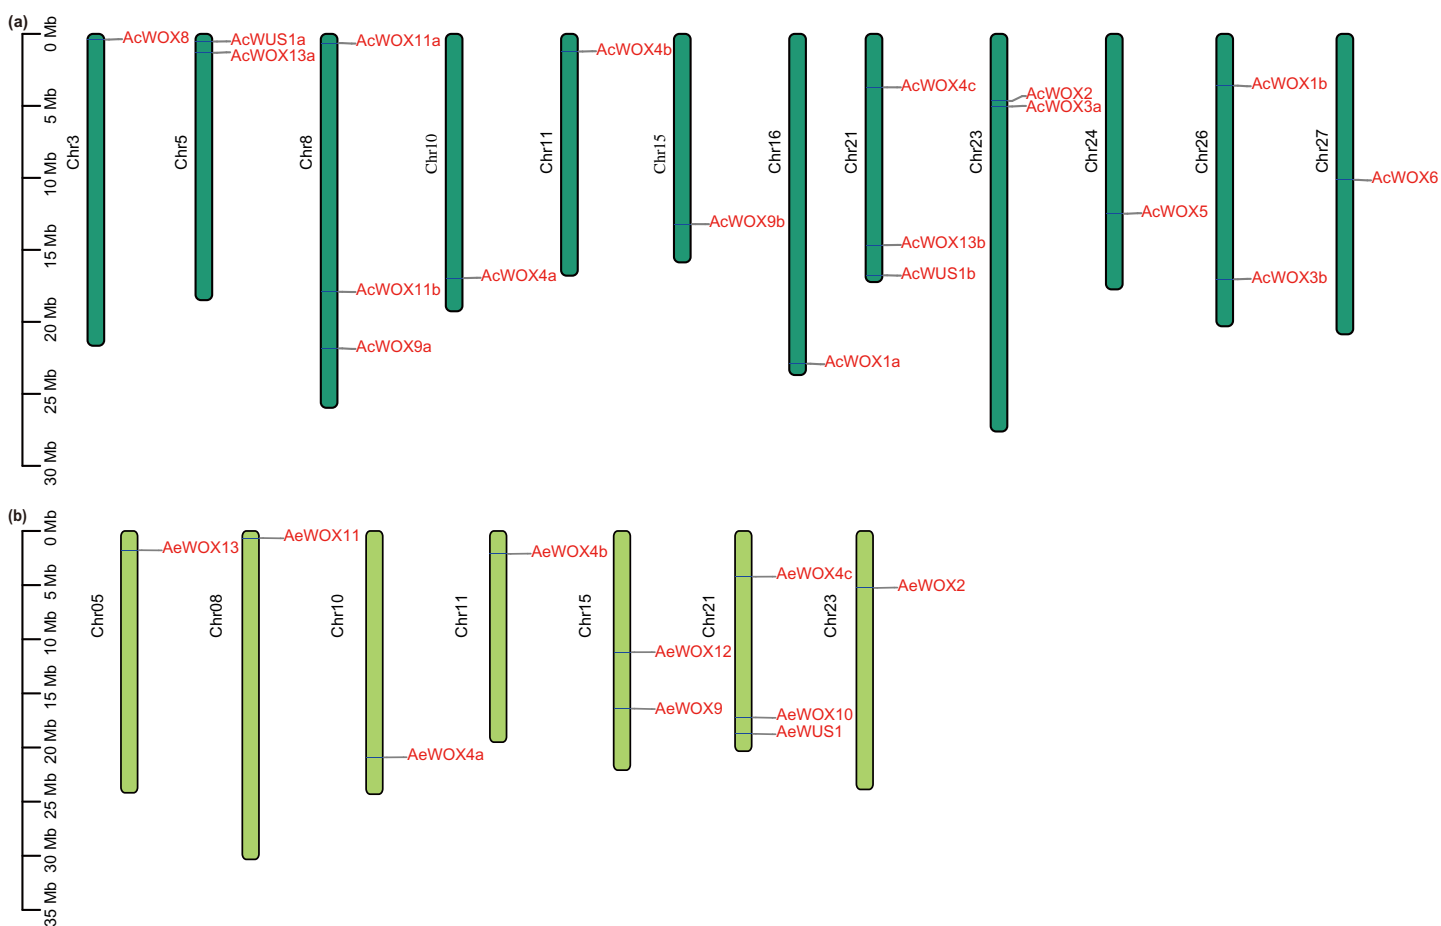 (a)
0 Mb
5 Mb
10 Mb
15 Mb
20 Mb
25 Mb
30 Mb
Chr3
AcWOX8
Chr5
AcWUS1a
AcWOX13a
Chr8
AcWOX11a
AcWOX11b
AcWOX9a
Chr10
AcWOX4a
Chr11
AcWOX4b
Chr15
AcWOX9b
Chr16
AcWOX1a
Chr21
AcWOX4c
AcWOX13b
AcWUS1b
Chr23
AcWOX2
AcWOX3a
Chr24
AcWOX5
Chr26
AcWOX1b
AcWOX3b
Chr27
AcWOX6
(b)
0 Mb
5 Mb
10 Mb
15 Mb
20 Mb
25 Mb
30 Mb
35 Mb
Chr05
AeWOX13
Chr08
AeWOX11
Chr10
AeWOX4a
Chr11
AeWOX4b
Chr15
AeWOX12
AeWOX9
Chr21
AeWOX4c
AeWOX10
AeWUS1
Chr23
AeWOX2